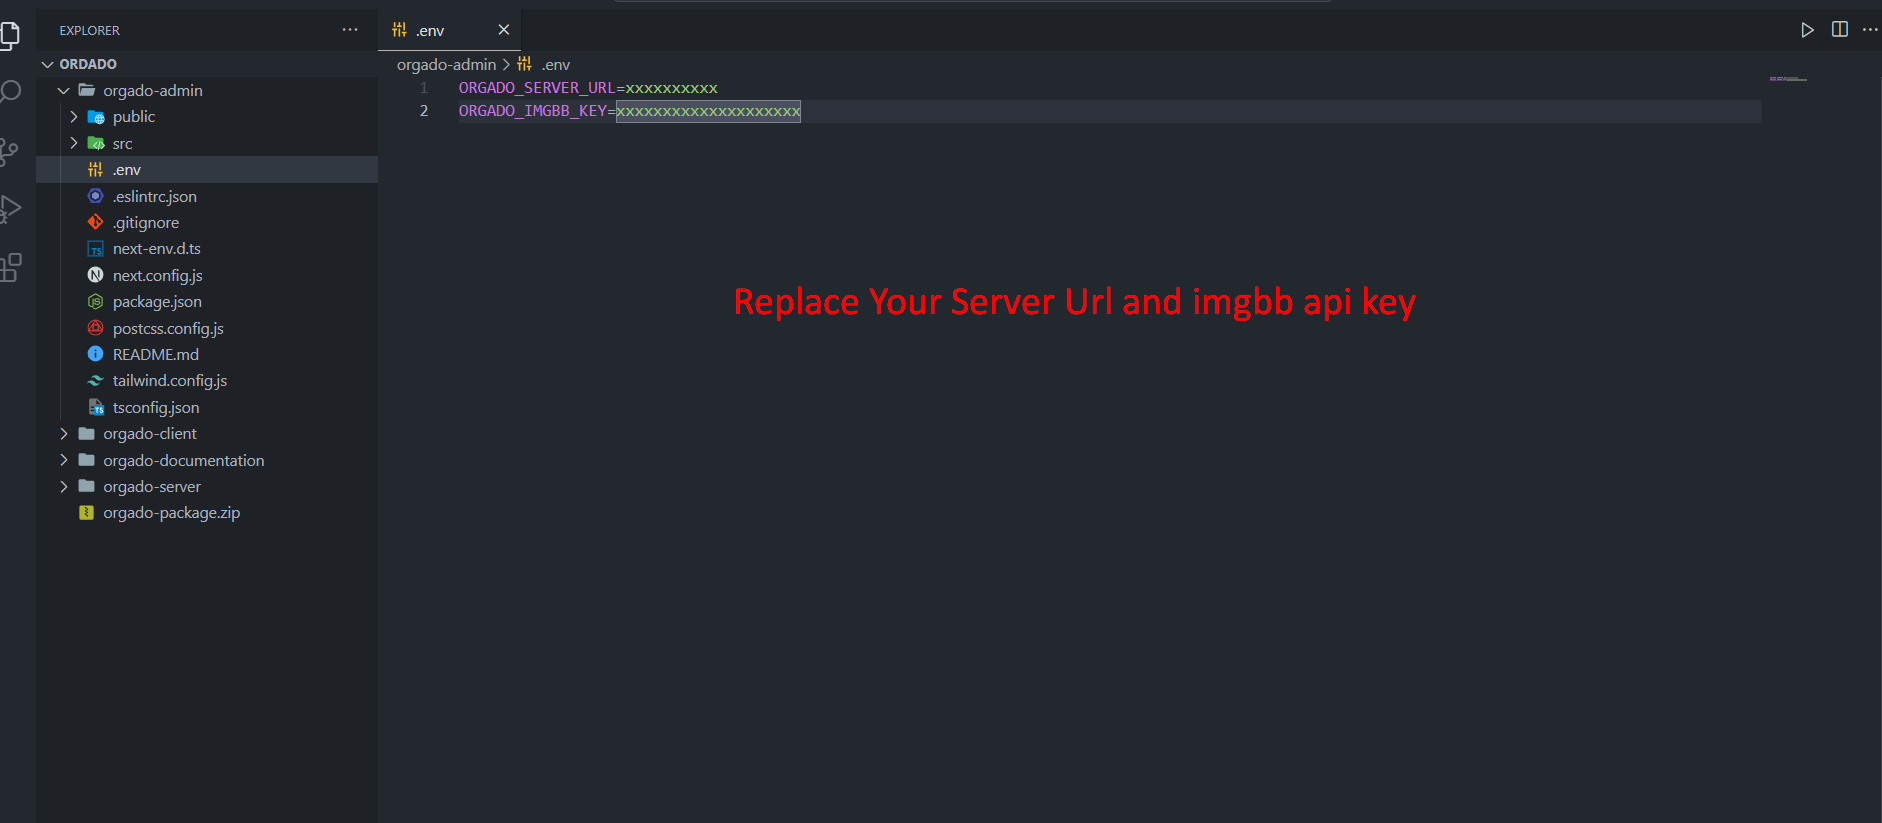 EXPLORER
ORDADO
orgado-admin
public
src
.env
.eslintrc.json
.gitignore
next-env.d.ts
next.config.js
package.json
postcss.config.js
README.md
tailwind.config.js
tsconfig.json
orgado-client
orgado-documentation
orgado-server
orgado-package.zip
.env
orgado-admin > .env
1 ORGADO_SERVER_URL=xxxxxxxxxx
2 ORGADO_IMGBB_KEY=xxxxxxxxxxxxxxxxxxxx
Replace Your Server Url and imgbb api key